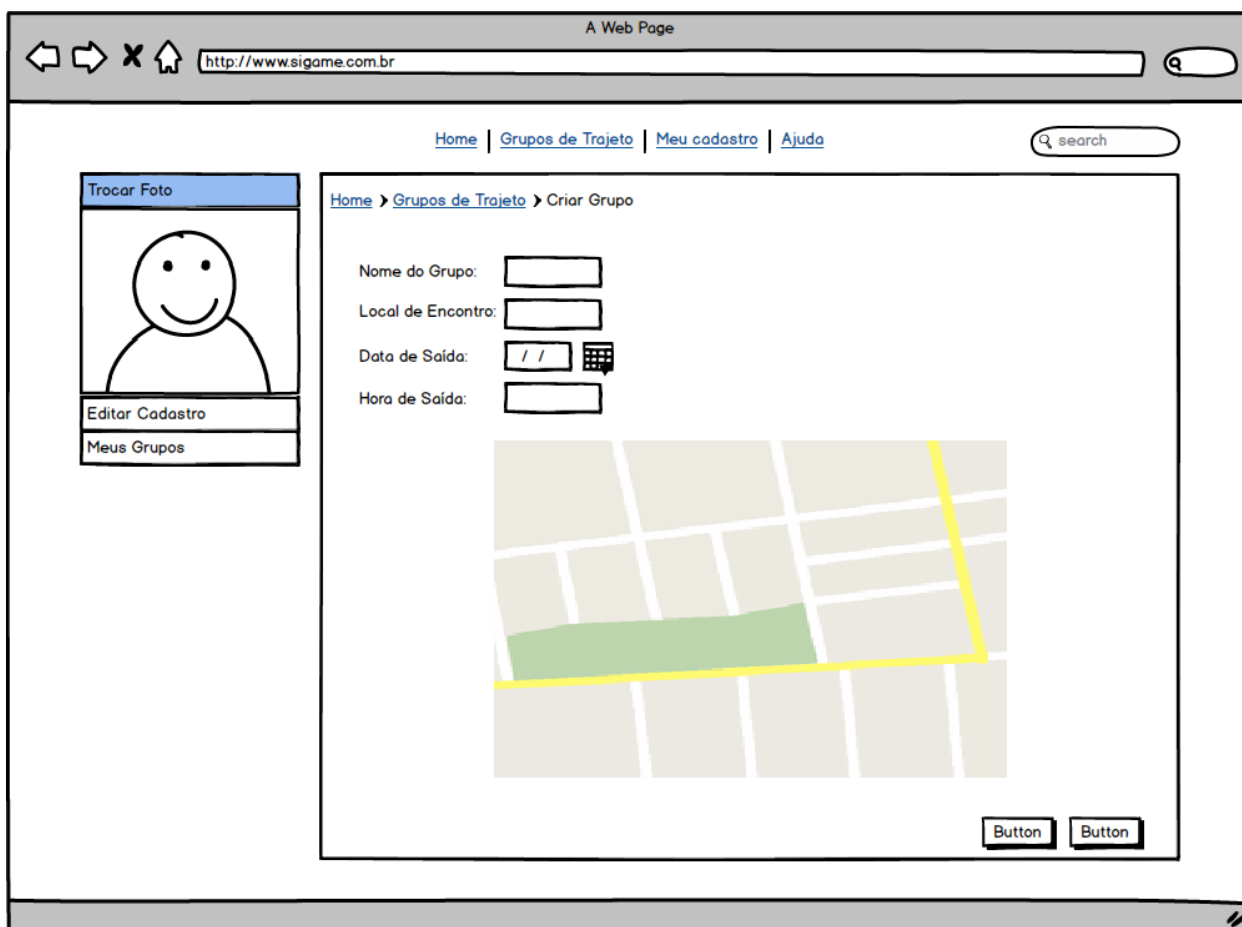 A Web Page
http://www.sigame.com.br
Home Grupos de Trajeto Meu cadastro Ajuda
search
Trocar Foto
Editar Cadastro
Meus Grupos
Home Grupos de Trajeto Criar Grupo
Nome do Grupo:
Local de Encontro:
Data de Saída: / /
Hora de Saída:
Button Button